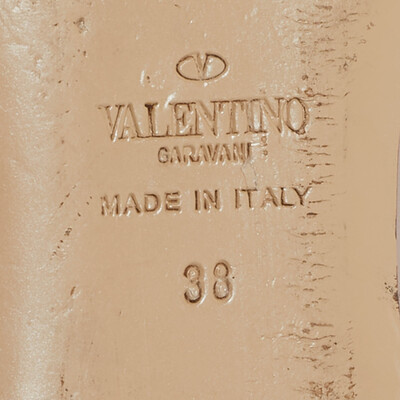 VALENTINO
GARAVANI
MADE IN ITALY
38